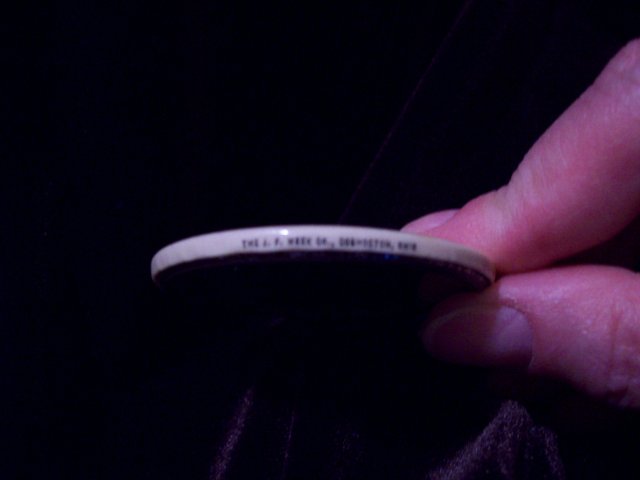 THE J. F. MEEK CO., COSHOCTON, OHIO